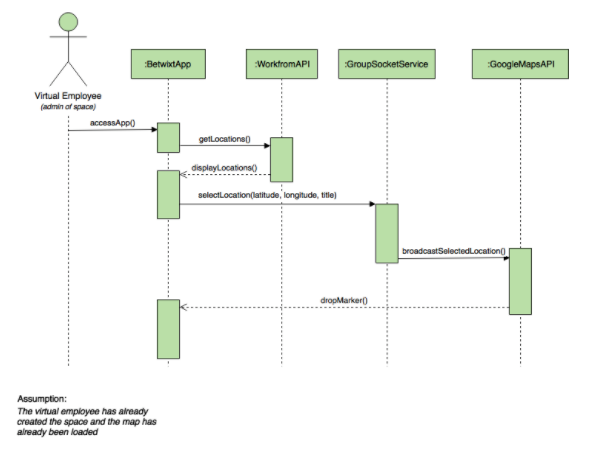 :BetwixtApp
:WorkfromAPI
:GroupSocketService
:GoogleMapsAPI
Virtual Employee
(admin of space)
accessApp()
getLocations()
displayLocations()
selectLocation(latitude, longitude, title)
broadcastSelectedLocation()
dropMarker()
Assumption:
The virtual employee has already
created the space and the map has
already been loaded